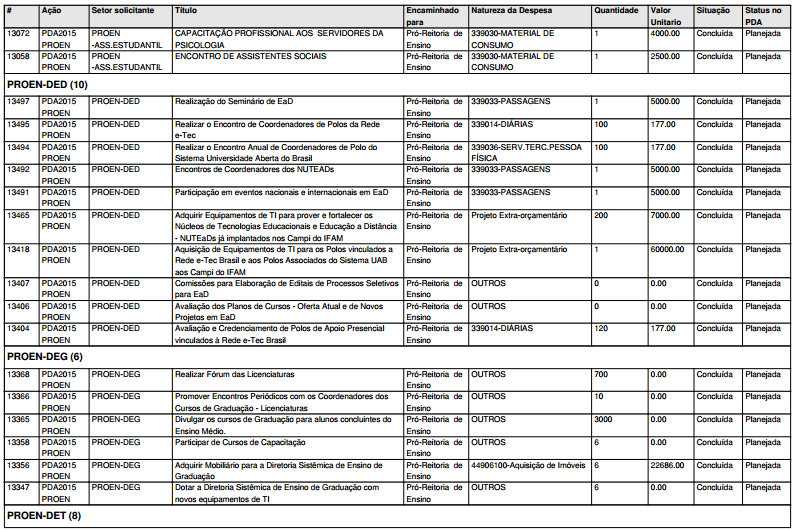 # Ação Setor solicitante Título Encaminhado para Natureza da Despesa Quantidade Valor Unitario Situação Status no PDA
13072 PDA2015 PROEN PROEN -ASS.ESTUDANTIL CAPACITAÇÃO PROFISSIONAL AOS SERVIDORES DA PSICOLOGIA Pró-Reitoria de Ensino 339030-MATERIAL DE CONSUMO 1 4000.00 Concluída Planejada
13058 PDA2015 PROEN PROEN -ASS.ESTUDANTIL ENCONTRO DE ASSISTENTES SOCIAIS Pró-Reitoria de Ensino 339030-MATERIAL DE CONSUMO 1 2500.00 Concluída Planejada
PROEN-DED (10)
13497 PDA2015 PROEN PROEN-DED Realização do Seminário de EaD Pró-Reitoria de Ensino 339033-PASSAGENS 1 5000.00 Concluída Planejada
13495 PDA2015 PROEN PROEN-DED Realizar o Encontro de Coordenadores de Polos da Rede e-Tec Pró-Reitoria de Ensino 339014-DIÁRIAS 100 177.00 Concluída Planejada
13494 PDA2015 PROEN PROEN-DED Realizar o Encontro Anual de Coordenadores de Polo do Sistema Universidade Aberta do Brasil Pró-Reitoria de Ensino 339036-SERV.TERC.PESSOA FÍSICA 100 177.00 Concluída Planejada
13492 PDA2015 PROEN PROEN-DED Encontros de Coordenadores dos NUTEADs Pró-Reitoria de Ensino 339033-PASSAGENS 1 5000.00 Concluída Planejada
13491 PDA2015 PROEN PROEN-DED Participação em eventos nacionais e internacionais em EaD Pró-Reitoria de Ensino 339033-PASSAGENS 1 5000.00 Concluída Planejada
13465 PDA2015 PROEN PROEN-DED Adquirir Equipamentos de TI para prover e fortalecer os Núcleos de Tecnologias Educacionais e Educação a Distância - NUTEaDs já implantados nos Campi do IFAM Pró-Reitoria de Ensino Projeto Extra-orçamentário 200 7000.00 Concluída Planejada
13418 PDA2015 PROEN PROEN-DED Aquisição de Equipamentos de TI para os Polos vinculados a Rede e-Tec Brasil e aos Polos Associados do Sistema UAB aos Campi do IFAM Pró-Reitoria de Ensino Projeto Extra-orçamentário 1 60000.00 Concluída Planejada
13407 PDA2015 PROEN PROEN-DED Comissões para Elaboração de Editais de Processos Seletivos para EaD Pró-Reitoria de Ensino OUTROS 0 0.00 Concluída Planejada
13406 PDA2015 PROEN PROEN-DED Avaliação dos Planos de Cursos - Oferta Atual e de Novos Projetos em EaD Pró-Reitoria de Ensino OUTROS 0 0.00 Concluída Planejada
13404 PDA2015 PROEN PROEN-DED Avaliação e Credenciamento de Polos de Apoio Presencial vinculados à Rede e-Tec Brasil Pró-Reitoria de Ensino 339014-DIÁRIAS 120 177.00 Concluída Planejada
PROEN-DEG (6)
13368 PDA2015 PROEN PROEN-DEG Realizar Fórum das Licenciaturas Pró-Reitoria de Ensino OUTROS 700 0.00 Concluída Planejada
13366 PDA2015 PROEN PROEN-DEG Promover Encontros Periódicos com os Coordenadores dos Cursos de Graduação - Licenciaturas Pró-Reitoria de Ensino OUTROS 10 0.00 Concluída Planejada
13365 PDA2015 PROEN PROEN-DEG Divulgar os cursos de Graduação para alunos concluintes do Ensino Médio. Pró-Reitoria de Ensino OUTROS 3000 0.00 Concluída Planejada
13358 PDA2015 PROEN PROEN-DEG Participar de Cursos de Capacitação Pró-Reitoria de Ensino OUTROS 6 0.00 Concluída Planejada
13356 PDA2015 PROEN PROEN-DEG Adquirir Mobiliário para a Diretoria Sistêmica de Ensino de Graduação Pró-Reitoria de Ensino 44906100-Aquisição de Imóveis 6 22686.00 Concluída Planejada
13347 PDA2015 PROEN PROEN-DEG Dotar a Diretoria Sistêmica de Ensino de Graduação com novos equipamentos de TI Pró-Reitoria de Ensino OUTROS 6 0.00 Concluída Planejada
PROEN-DET (8)